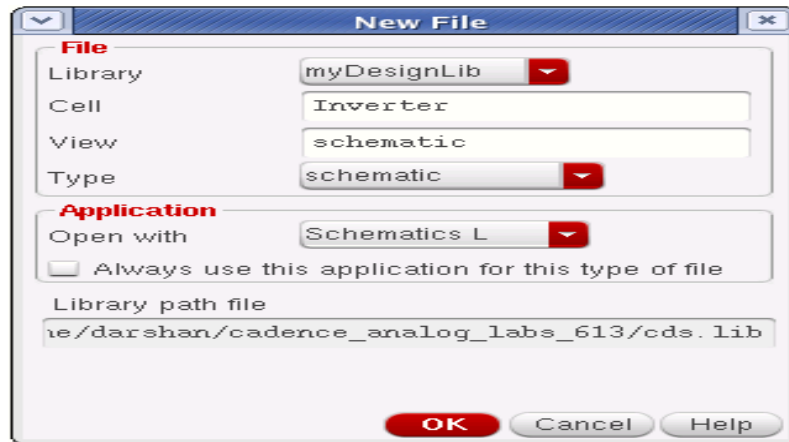 New File
File
Library myDesignLib
Cell Inverter
View schematic
Type schematic
Application
Open with Schematics L
Always use this application for this type of file
Library path file
ne/darshan/cadence_analog_labs_613/cds.lib
OK Cancel Help